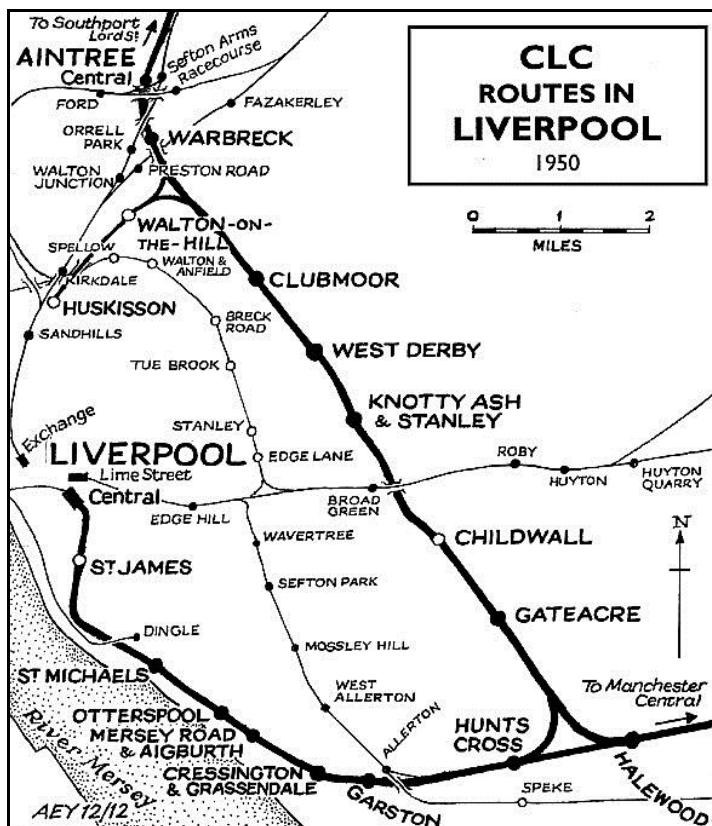 To Southport
Lord St.
AINTREE
Central
Sefton Arms
Racecourse
FORD
FAZAKERLEY
ORRELL
PARK
WARBRECK
WALTON
JUNCTION
PRESTON ROAD
WALTON-ON-
THE-HILL
SPELLOW
KIRKDALE
WALTON &
ANFIELD
HUSKISSON
CLUBMOOR
SANDHILLS
BRECK
ROAD
WEST DERBY
TUE BROOK
KNOTTY ASH
& STANLEY
STANLEY
Exchange
LIVERPOOL
Lime Street
Central
EDGE LANE
ROBY
HUYTON
HUYTON
QUARRY
EDGE HILL
BROAD
GREEN
WAVERTREE
CHILDWALL
ST JAMES
SEFTON PARK
GATEACRE
DINGLE
MOSSLEY HILL
ST MICHAELS
WEST
ALLERTON
To Manchester
Central
OTTERSPOOL
MERSEY ROAD
& AIGBURTH
ALLERTON
HUNTS
CROSS
River Mersey
CRESSINGTON
& GRASSENDALE
GARSTON
SPEKE
HALEWOOD
AEY 12/12
CLC
ROUTES IN
LIVERPOOL
1950
0 1 2
MILES
N